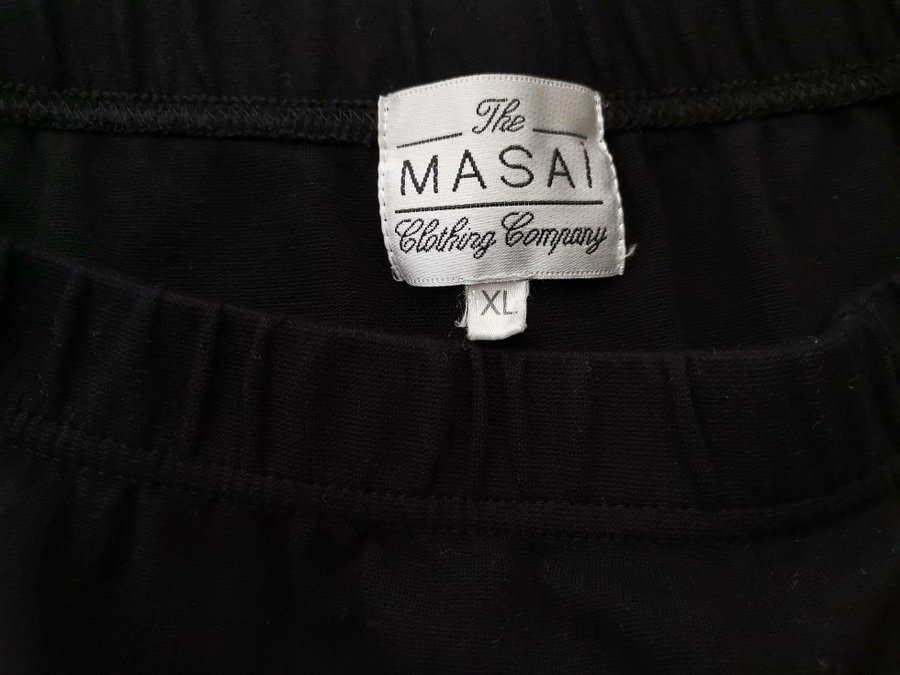 The
MASAI
Clothing Company
XL